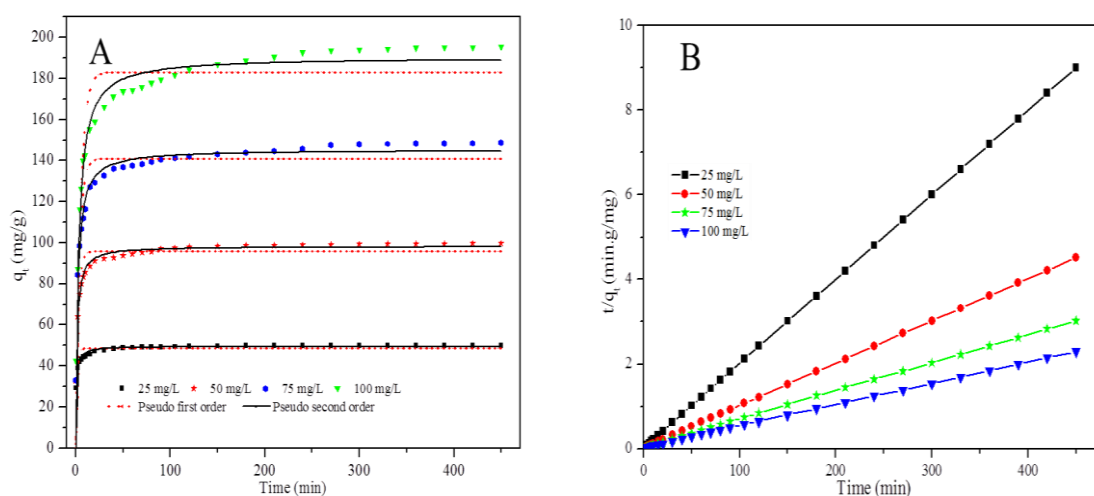 A
200
180
160
140
120
100
80
60
40
20
0
q_t (mg/g)
25 mg/L 50 mg/L 75 mg/L 100 mg/L
Pseudo first order Pseudo second order
0 100 200 300 400
Time (min)
B
10
8
6
4
2
0
t/q_t (min.g/mg)
25 mg/L
50 mg/L
75 mg/L
100 mg/L
0 100 200 300 400
Time (min)